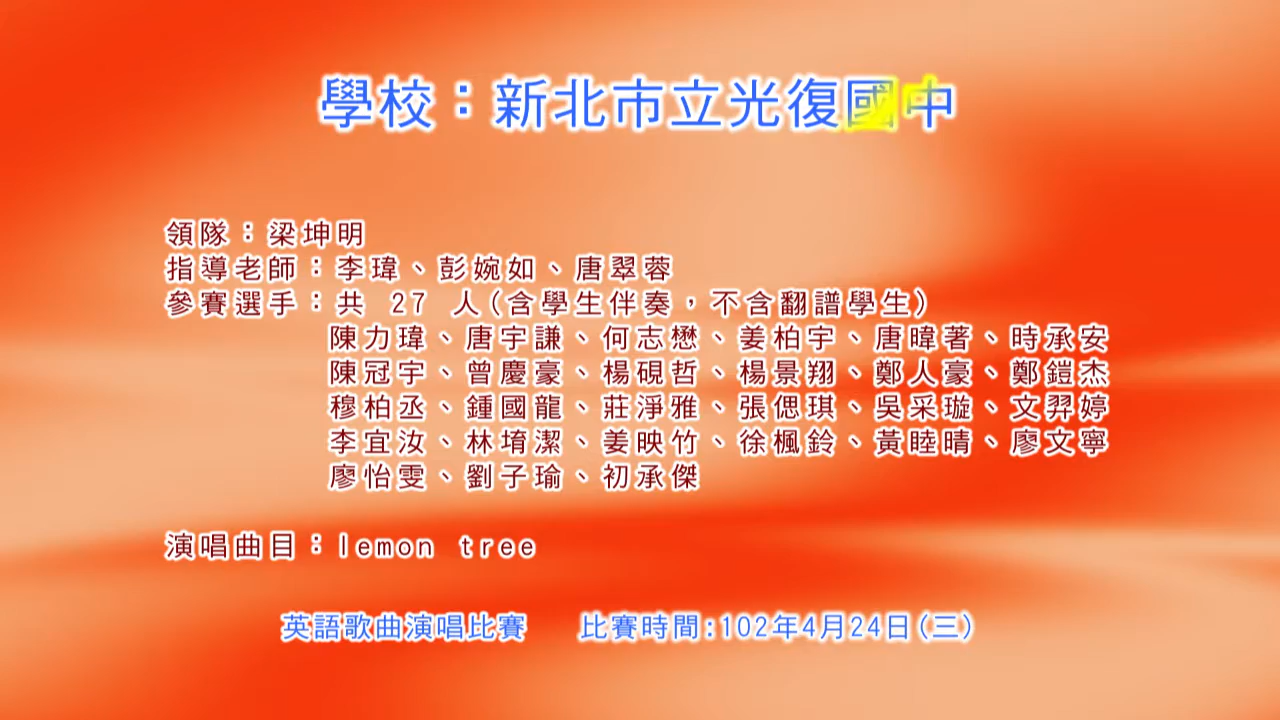 學校：新北市立光復國中
領隊：梁坤明
指導老師：李瑋、彭婉如、唐翠蓉
參賽選手：共 27 人(含學生伴奏，不含翻譜學生)
陳力瑋、唐宇謙、何志懋、姜柏宇、唐暐著、時承安
陳冠宇、曾慶豪、楊硯哲、楊景翔、鄭人豪、鄭鎧杰
穆柏丞、鍾國龍、莊淨雅、張偲琪、吳采璇、文羿婷
李宜汝、林堉潔、姜映竹、徐楓鈴、黃睦晴、廖文寧
廖怡雯、劉子瑜、初承傑
演唱曲目：lemon tree
英語歌曲演唱比賽 比賽時間:102年4月24日(三)